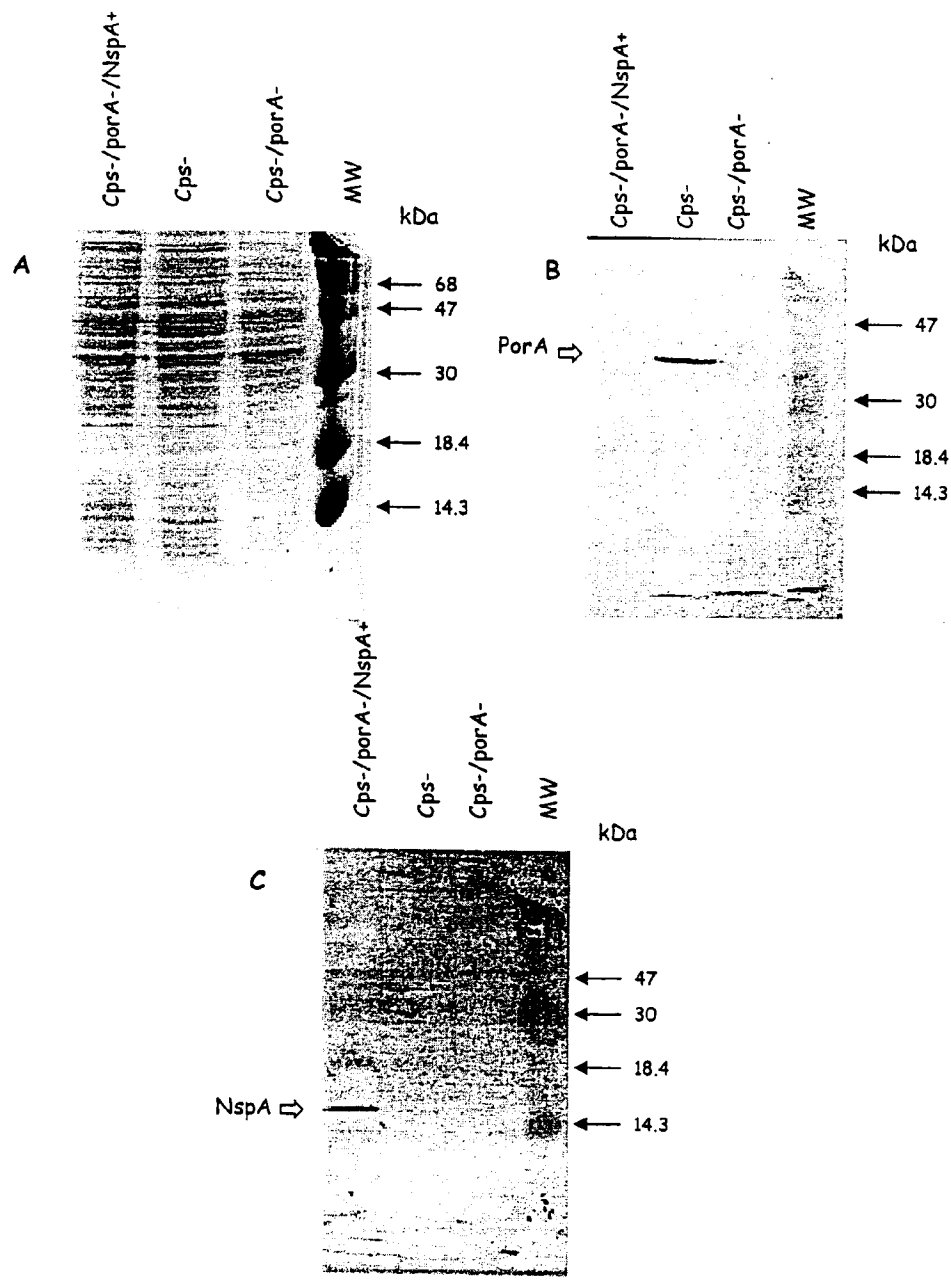 Cps-/porA-/NspA+
Cps-
Cps-/porA-
MW
kDa
A
68
47
30
18.4
14.3
Cps-/porA-/NspA+
Cps-
Cps-/porA-
MW
kDa
B
PorA
47
30
18.4
14.3
Cps-/porA-/NspA+
Cps-
Cps-/porA-
MW
kDa
C
47
30
18.4
NspA
14.3